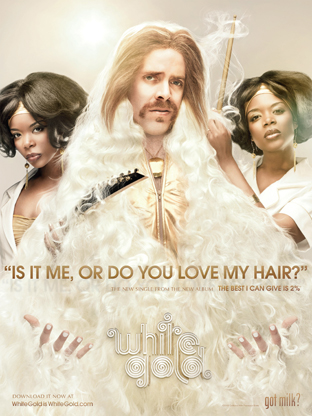 "IS IT ME, OR DO YOU LOVE MY HAIR?"
THE NEW SINGLE FROM THE NEW ALBUM THE BEST I CAN GIVE IS 2%
white
gold
DOWNLOAD IT NOW AT
WhiteGoldisWhiteGold.com
got milk?